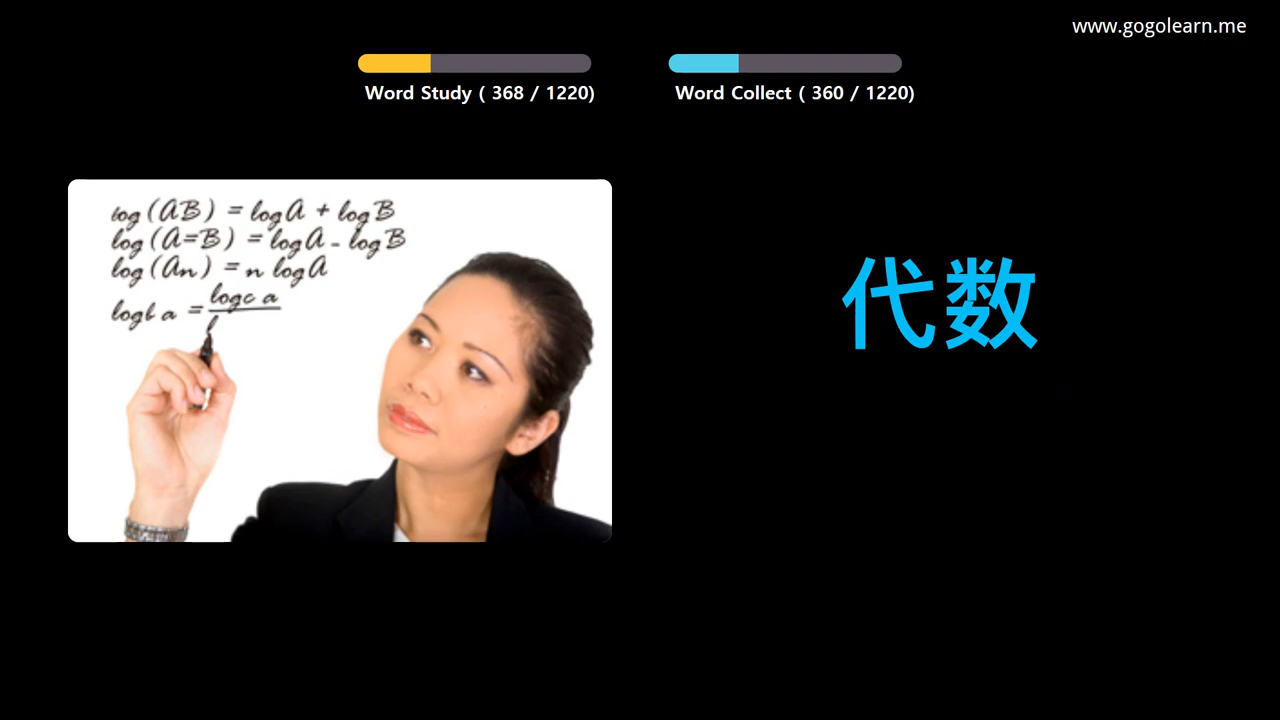 www.gogolearn.me
Word Study ( 368 / 1220)
Word Collect ( 360 / 1220)
log (AB) = log A + log B
log (A=B) = log A - log B
log (An) = n log A
logb a = logc a
代数